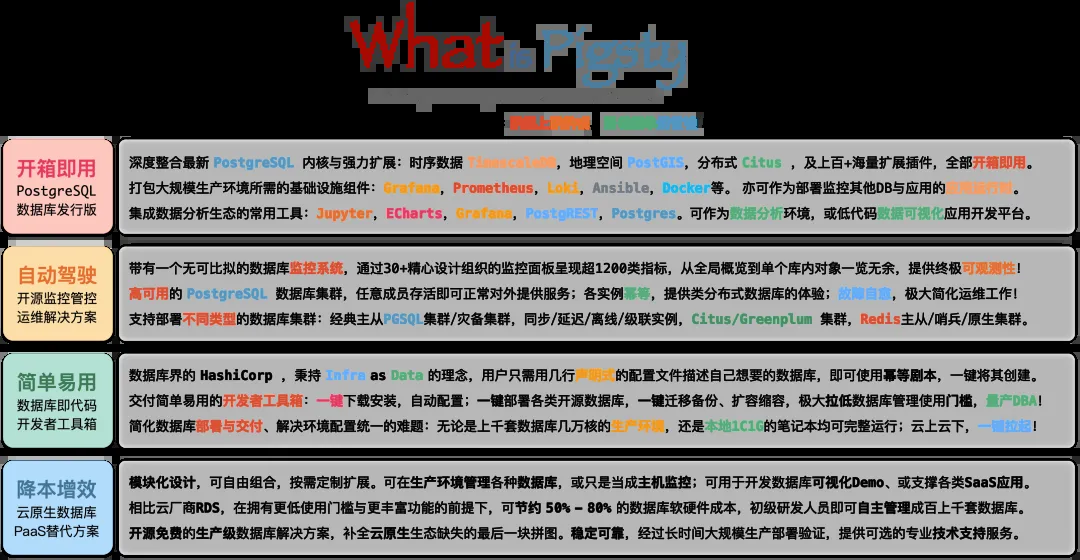 What in Pigsty
开箱即用
PostgreSQL
数据库发行版
深度整合最新 PostgreSQL 内核与强力扩展：时序数据 TimescaleDB，地理空间 PostGIS，分布式 Citus ，及上百+海量扩展插件，全部开箱即用。
打包大规模生产环境所需的基础设施组件：Grafana，Prometheus，Loki，Ansible，Docker等。 亦可作为部署监控其他DB与应用的运行时。
集成数据分析生态的常用工具：Jupyter，ECharts，Grafana，PostgREST，Postgres。可作为数据分析环境，或低代码数据可视化应用开发平台。
自动驾驶
开源监控管控
运维解决方案
带有一个无可比拟的数据库监控系统，通过30+精心设计组织的监控面板呈现超1200类指标，从全局概览到单个库内对象一览无余，提供终极可观测性！
高可用的 PostgreSQL 数据库集群，任意成员存活即可正常对外提供服务；各实例幂等，提供类分布式数据库的体验；故障自愈，极大简化运维工作！
支持部署不同类型的数据库集群：经典主从PGSQL集群/灾备集群，同步/延迟/离线/级联实例，Citus/Greenplum 集群，Redis主从/哨兵/原生集群。
简单易用
数据库即代码
开发者工具箱
数据库界的 HashiCorp ，秉持 Infra as Data 的理念，用户只需用几行声明式的配置文件描述自己想要的数据库，即可使用幂等剧本，一键将其创建。
交付简单易用的开发者工具箱：一键下载安装，自动配置；一键部署各类开源数据库，一键迁移备份、扩容缩容，极大拉低数据库管理使用门槛，量产DBA！
简化数据库部署与交付、解决环境配置统一的难题：无论是上千套数据库几万核的生产环境，还是本地1C1G的笔记本均可完整运行；云上云下，一键拉起！
降本增效
云原生数据库
PaaS替代方案
模块化设计，可自由组合，按需定制扩展。可在生产环境管理各种数据库，或只是当成主机监控；可用于开发数据库可视化Demo、或支撑各类SaaS应用。
相比云厂商RDS，在拥有更低使用门槛与更丰富功能的前提下，可节约 50% – 80% 的数据库软硬件成本，初级研发人员即可自主管理成百上千套数据库。
开源免费的生产级数据库解决方案，补全云原生生态缺失的最后一块拼图。稳定可靠，经过长时间大规模生产部署验证，提供可选的专业技术支持服务。